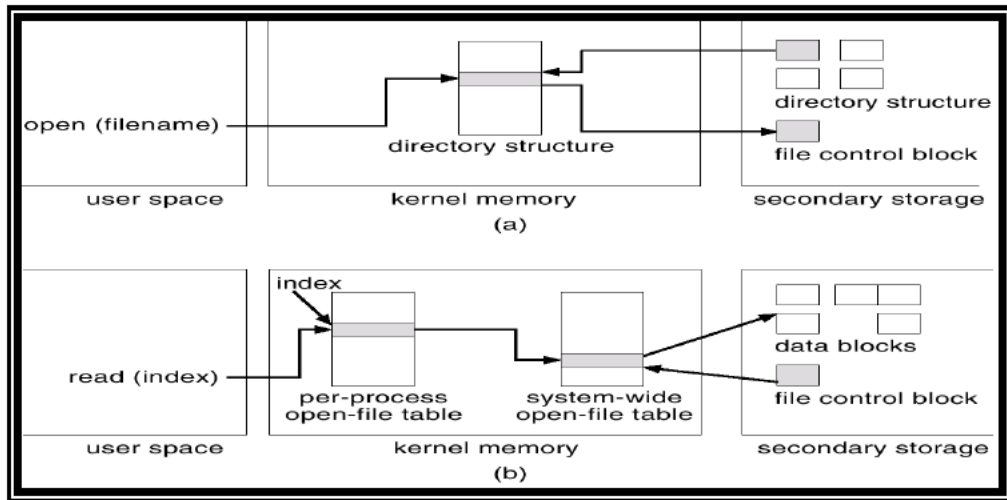 directory structure
open (filename)
directory structure
file control block
user space
kernel memory
secondary storage
(a)
index
data blocks
read (index)
per-process
open-file table
system-wide
open-file table
file control block
user space
kernel memory
secondary storage
(b)